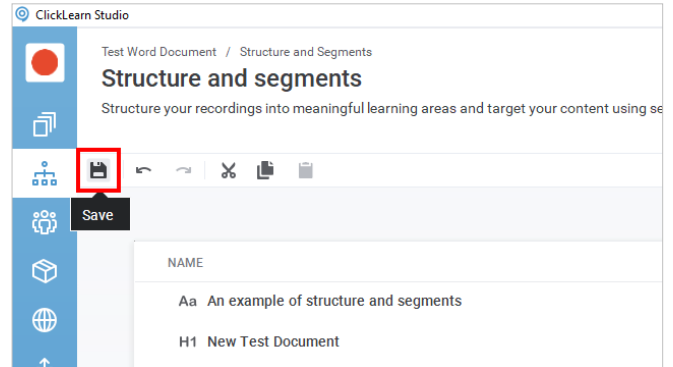 ClickLearn Studio
Test Word Document / Structure and Segments
Structure and segments
Structure your recordings into meaningful learning areas and target your content using se
Save
NAME
Aa An example of structure and segments
H1 New Test Document